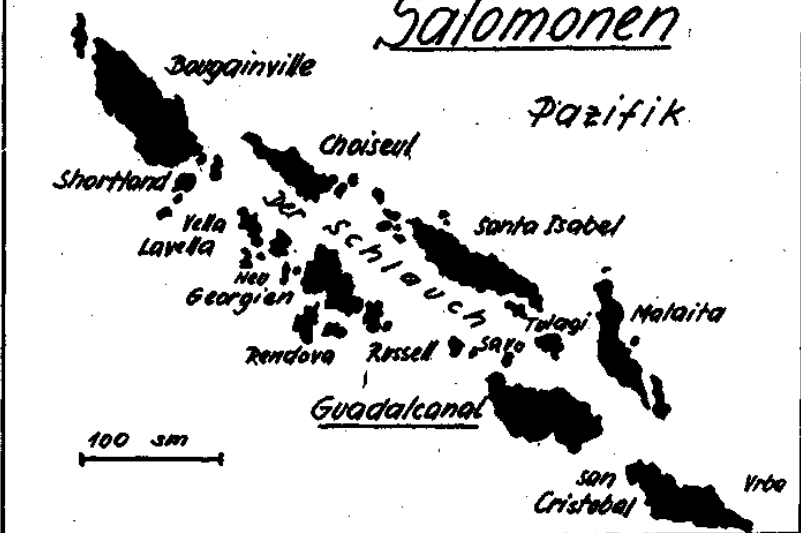 Salomonen
Bougainville
Pazifik
Choiseul
Shortland
Der Schlauch
Vella
Lavella
Santa Isabel
Neu
Georgien
Malaita
Tulagi
Rendova
Russell
Savo
Guadalcanal
100 sm
San
Cristobal
Vrba